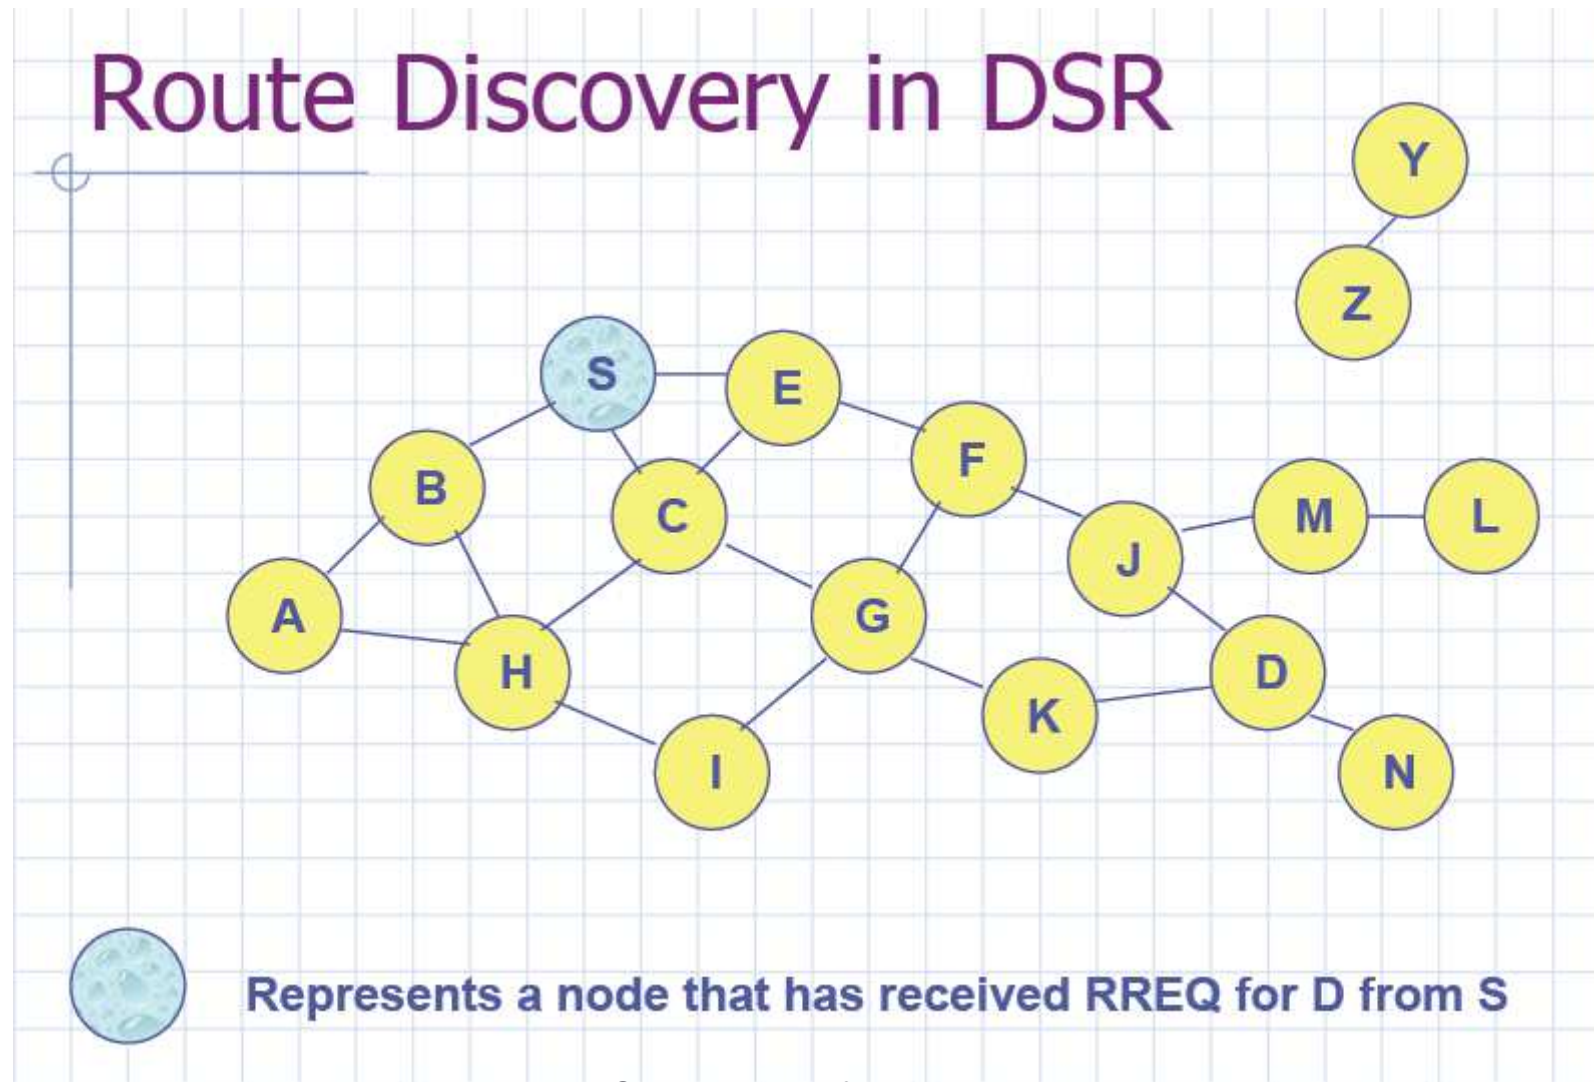 Route Discovery in DSR
Y
Z
S
E
F
B
C
M
L
J
A
G
H
D
K
I
N
Represents a node that has received RREQ for D from S